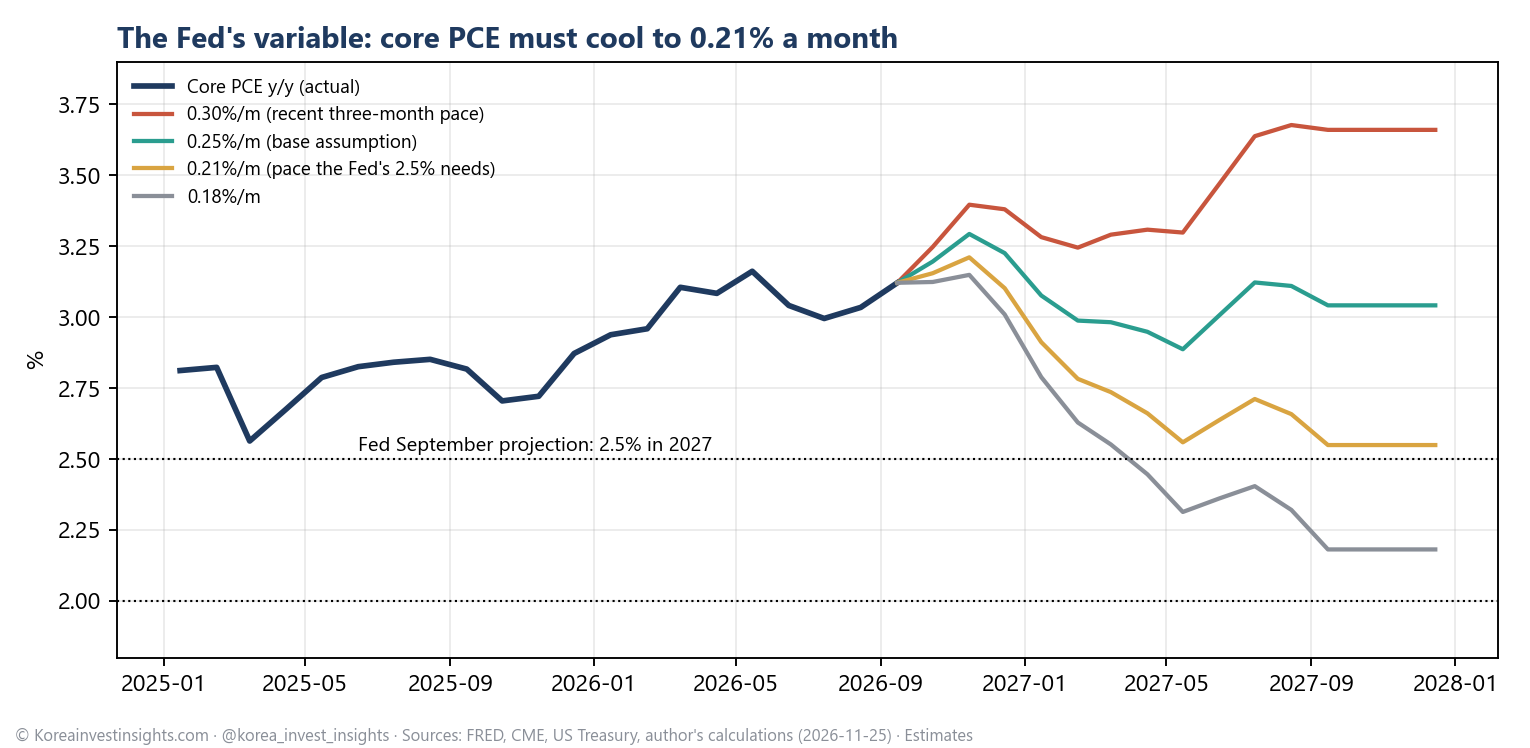 The Fed's variable: core PCE must cool to 0.21% a month
Core PCE y/y (actual)
0.30%/m (recent three-month pace)
0.25%/m (base assumption)
0.21%/m (pace the Fed's 2.5% needs)
0.18%/m
3.75
3.50
3.25
3.00
2.75
2.50
2.25
2.00
%
Fed September projection: 2.5% in 2027
2025-01 2025-05 2025-09 2026-01 2026-05 2026-09 2027-01 2027-05 2027-09 2028-01
© Koreainvestinsights.com · @korea_invest_insights · Sources: FRED, CME, US Treasury, author's calculations (2026-11-25) · Estimates